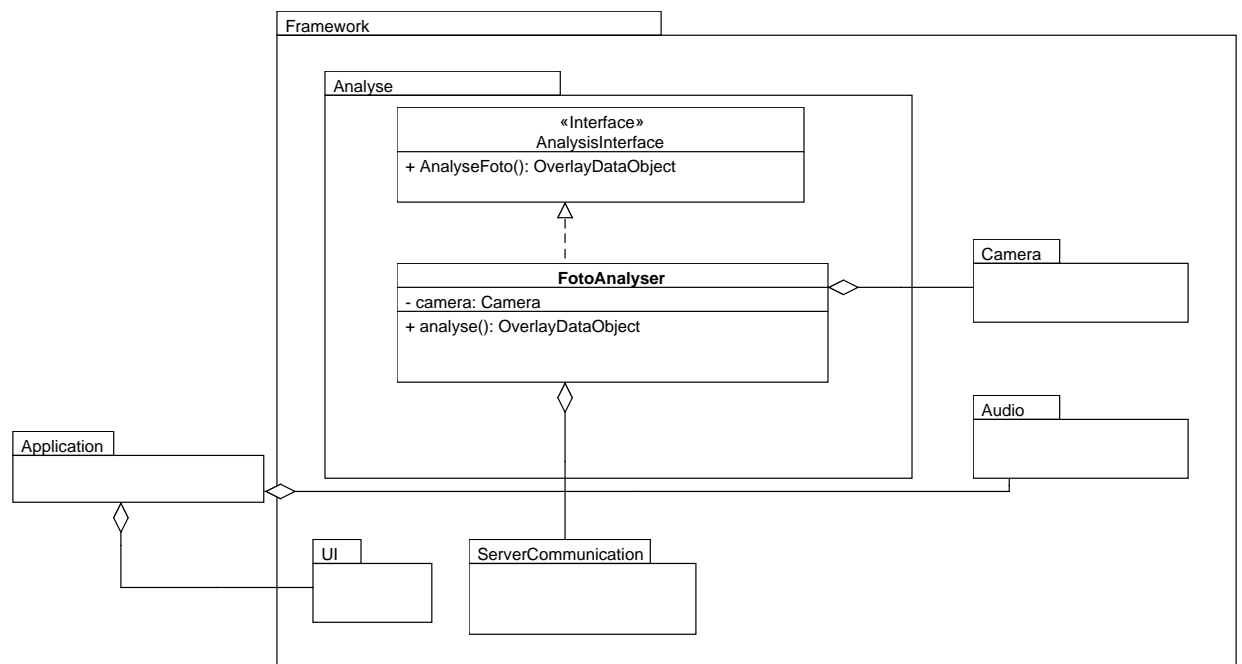 Framework
Analyse
«Interface»
AnalysisInterface
+ AnalyseFoto(): OverlayDataObject
Camera
FotoAnalyser
- camera: Camera
+ analyse(): OverlayDataObject
Audio
Application
UI
ServerCommunication